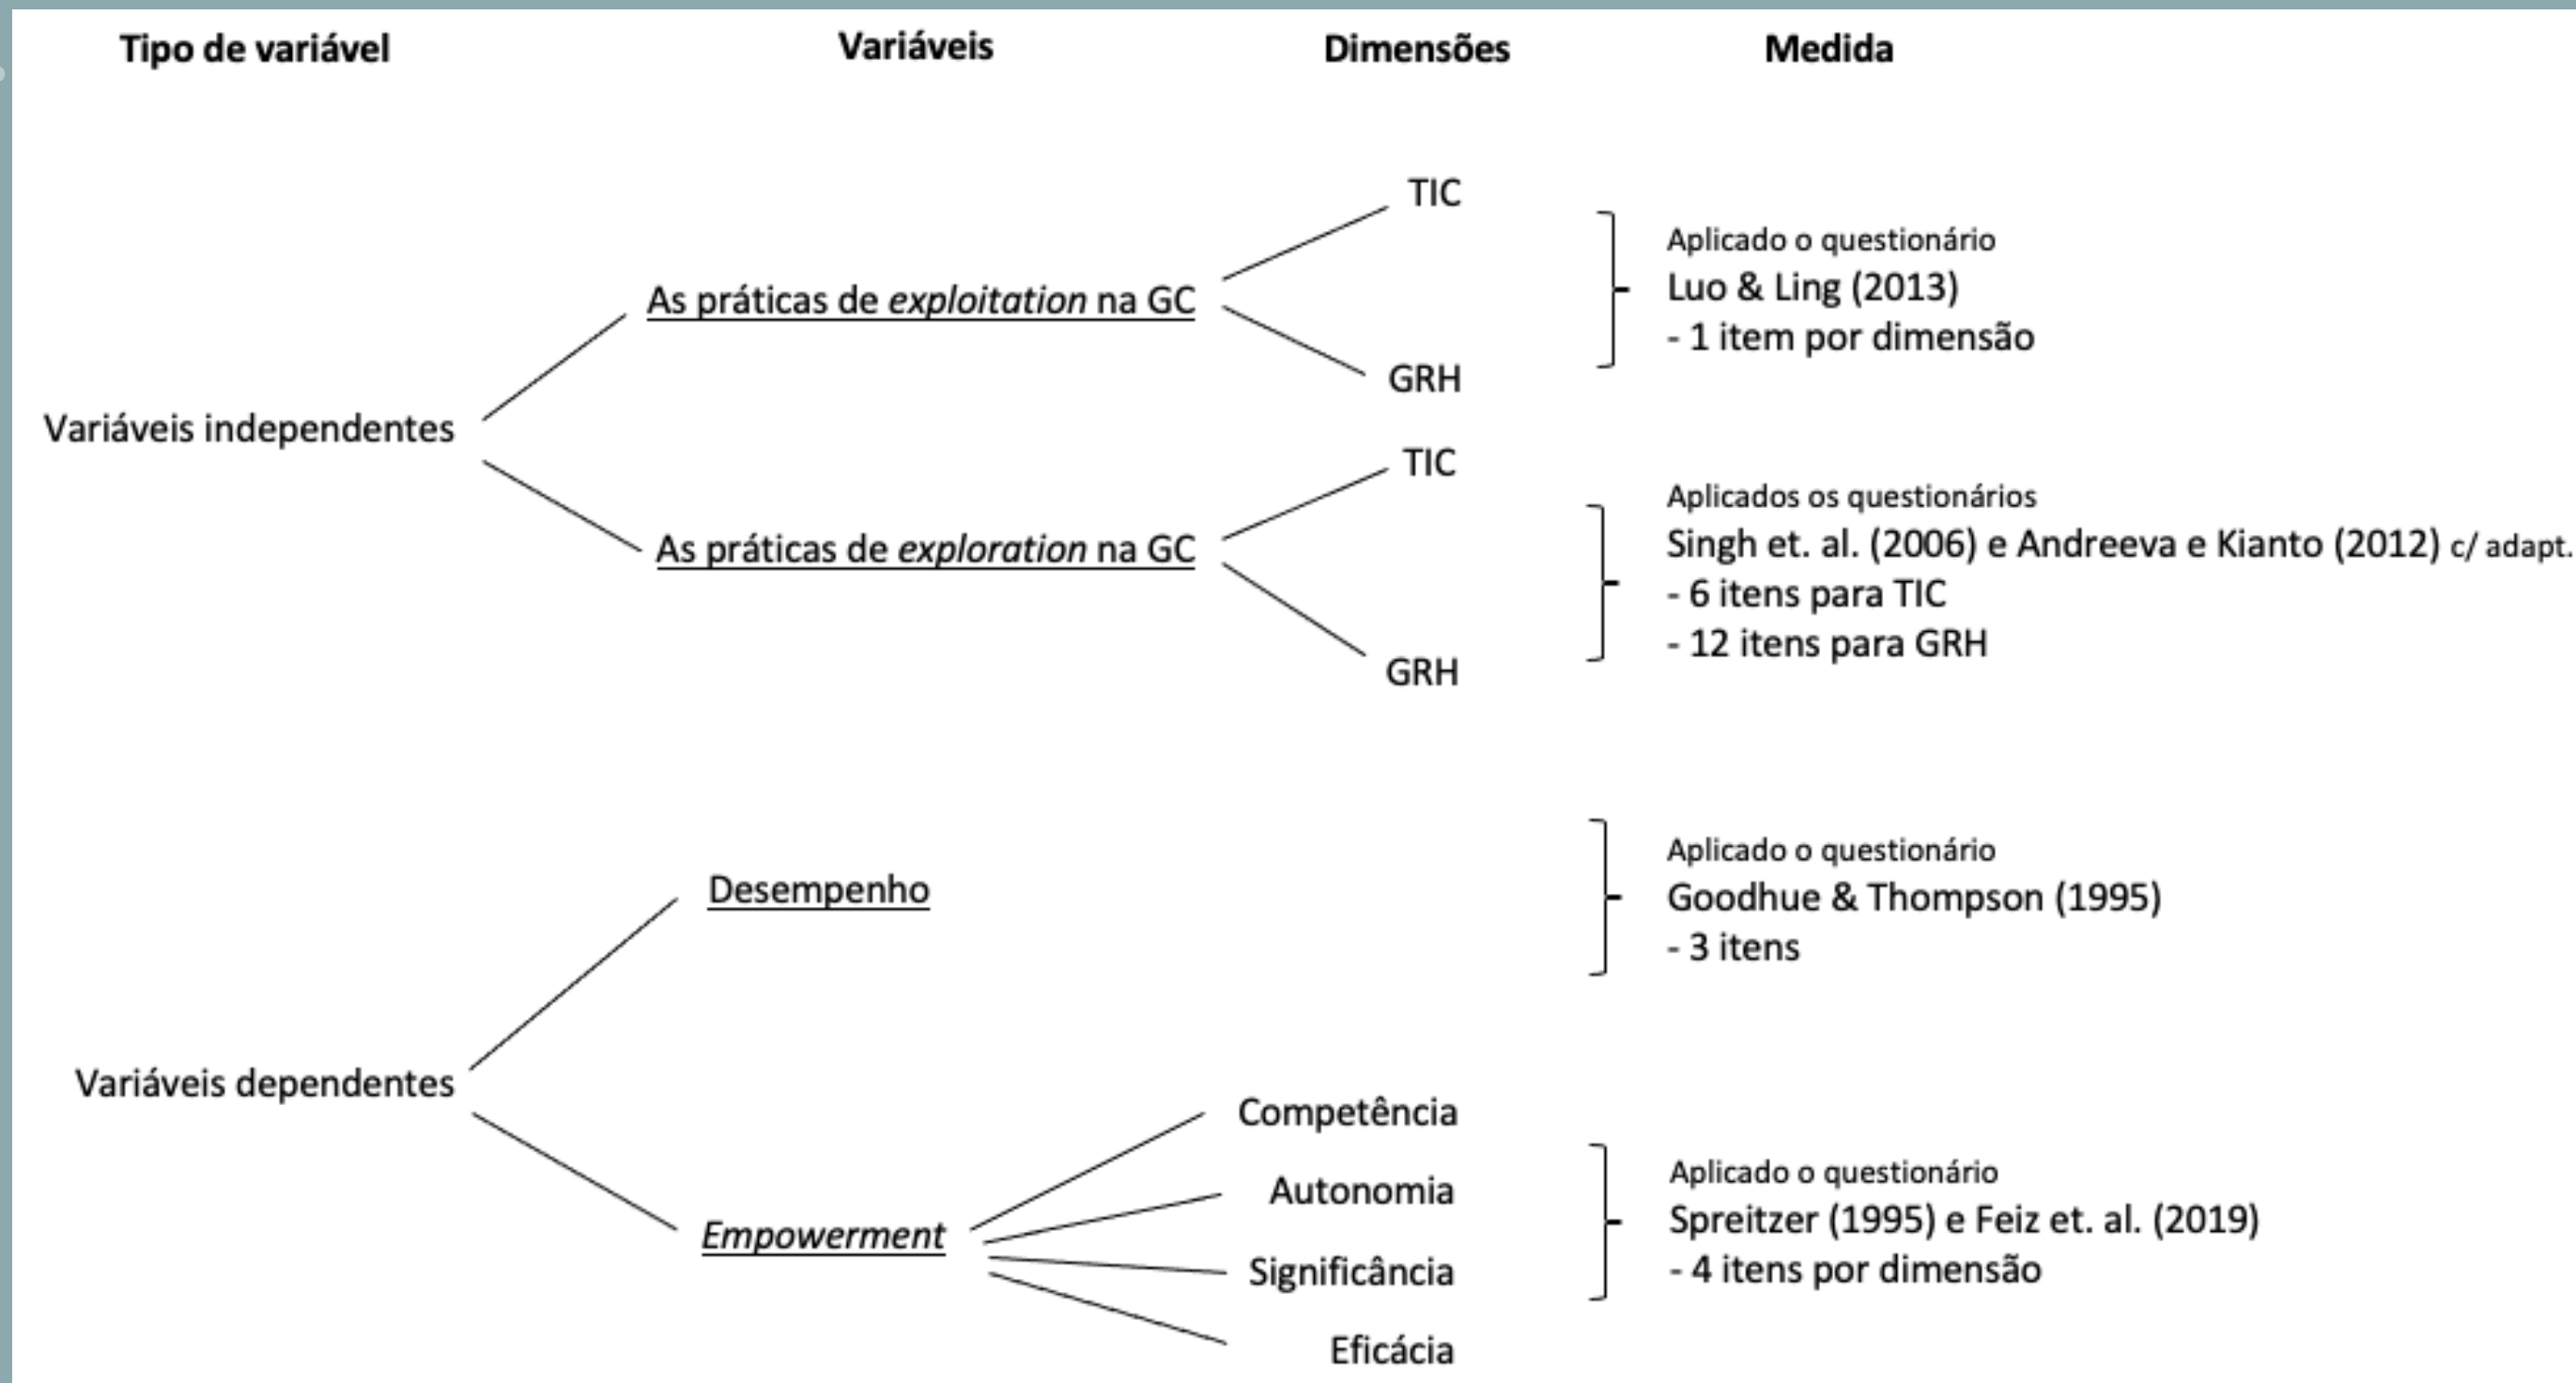 Tipo de variável
Variáveis
Dimensões
Medida
Variáveis independentes
As práticas de exploitation na GC
TIC
GRH
Aplicado o questionário
Luo & Ling (2013)
- 1 item por dimensão
As práticas de exploration na GC
TIC
GRH
Aplicados os questionários
Singh et. al. (2006) e Andreeva e Kianto (2012) c/ adapt.
- 6 itens para TIC
- 12 itens para GRH
Variáveis dependentes
Desempenho
Aplicado o questionário
Goodhue & Thompson (1995)
- 3 itens
Empowerment
Competência
Autonomia
Significância
Eficácia
Aplicado o questionário
Spreitzer (1995) e Feiz et. al. (2019)
- 4 itens por dimensão